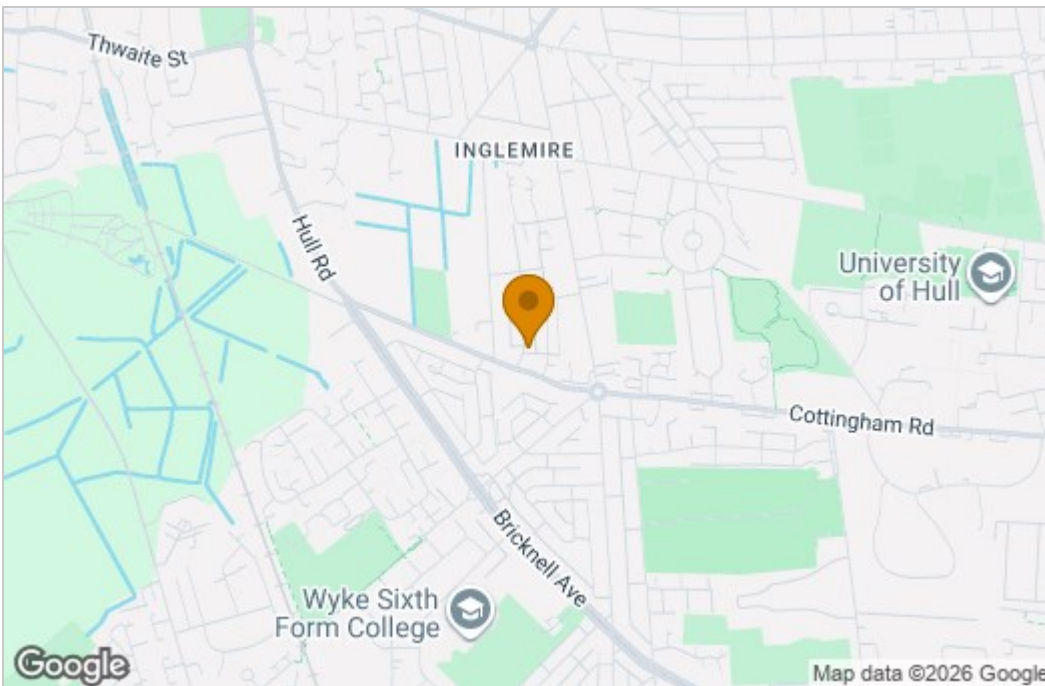 Thwaite St
INGLEMIRE
Hull Rd
University
of Hull
Cottingham Rd
Bricknell Ave
Wyke Sixth
Form College
Google
Map data ©2026 Google